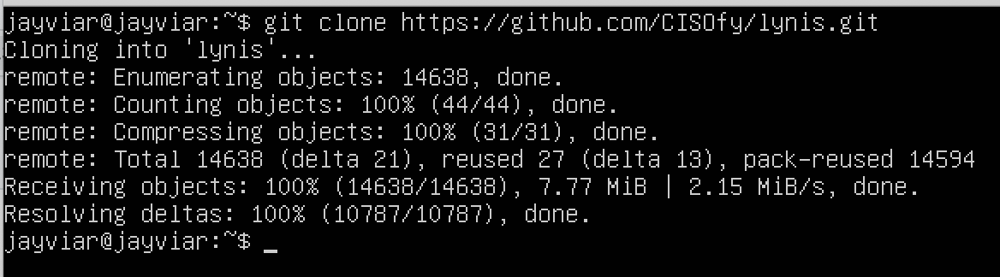 jayviar@jayviar:~$ git clone https://github.com/CISOfy/lynis.git
Cloning into 'lynis'...
remote: Enumerating objects: 14638, done.
remote: Counting objects: 100% (44/44), done.
remote: Compressing objects: 100% (31/31), done.
remote: Total 14638 (delta 21), reused 27 (delta 13), pack-reused 14594
Receiving objects: 100% (14638/14638), 7.77 MiB | 2.15 MiB/s, done.
Resolving deltas: 100% (10787/10787), done.
jayviar@jayviar:~$ _